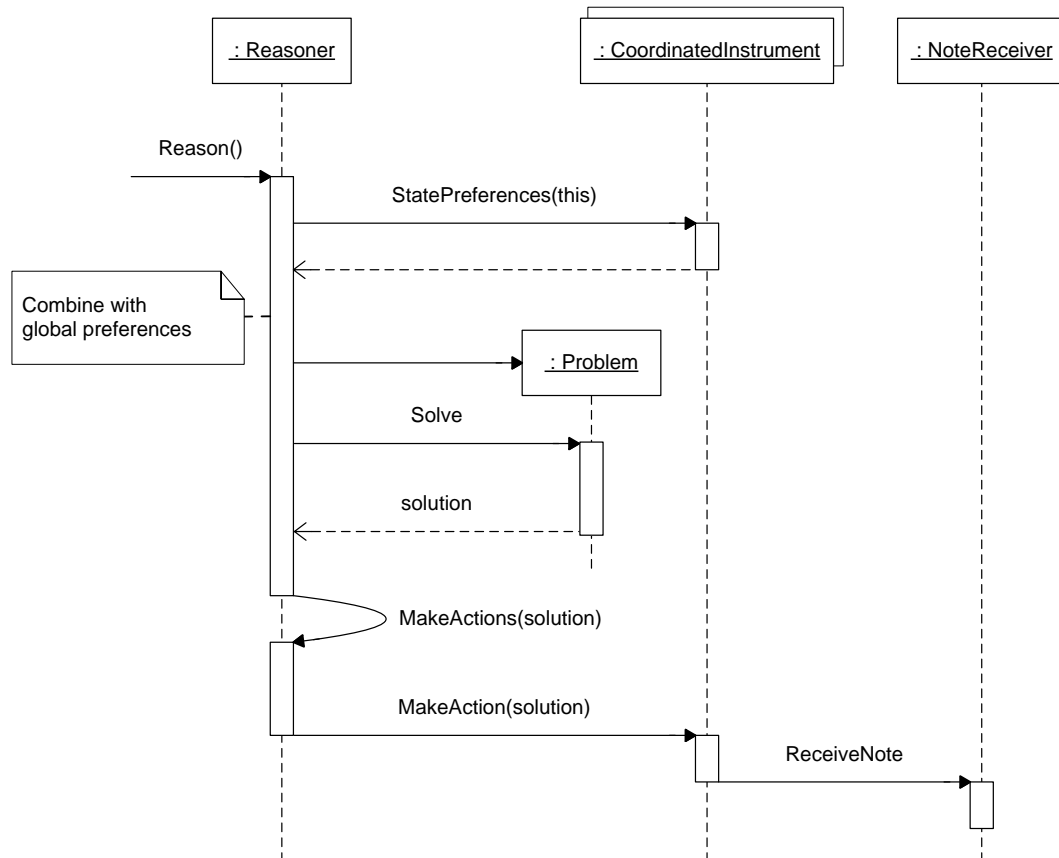 : Reasoner
: CoordinatedInstrument
: NoteReceiver
Reason()
StatePreferences(this)
Combine with
global preferences
: Problem
Solve
solution
MakeActions(solution)
MakeAction(solution)
ReceiveNote